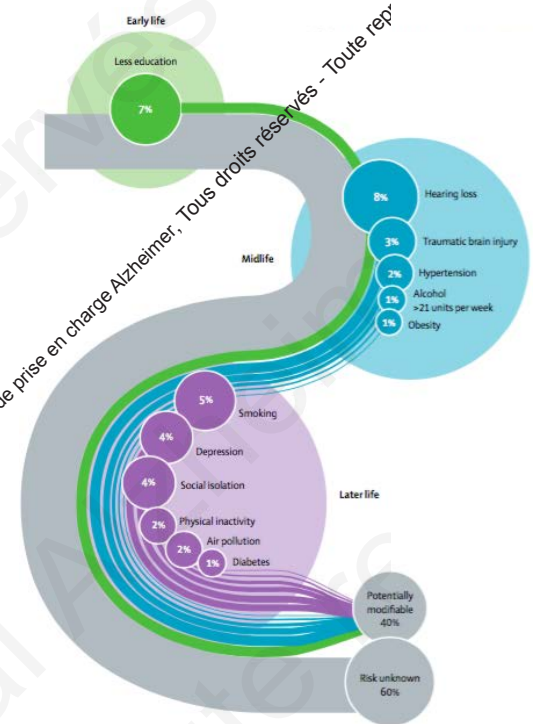 Early life
Less education
7%
8%
Hearing loss
3%
Traumatic brain injury
Midlife
2%
Hypertension
1%
Alcohol
>21 units per week
1%
Obesity
5%
Smoking
4%
Depression
4%
Social isolation
Later life
2%
Physical inactivity
2%
Air pollution
1%
Diabetes
Potentially
modifiable
40%
Risk unknown
60%
de prise en charge Alzheimer, Tous droits réservés - Toute